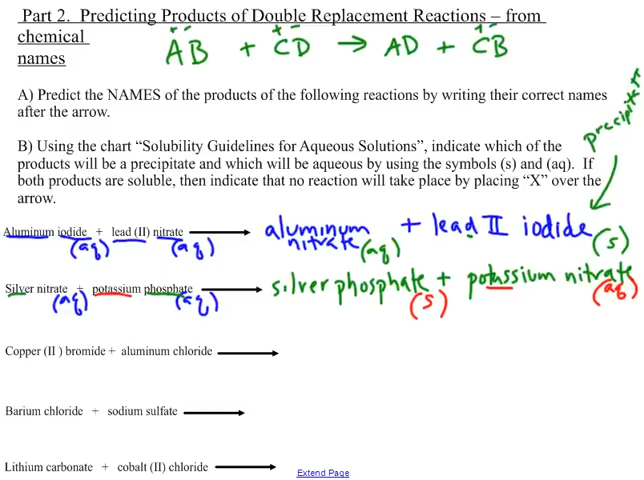 Part 2. Predicting Products of Double Replacement Reactions – from
chemical
names
+ - + - + -
AB + CD → AD + CB
A) Predict the NAMES of the products of the following reactions by writing their correct names
after the arrow.
precipitate
B) Using the chart “Solubility Guidelines for Aqueous Solutions”, indicate which of the
products will be a precipitate and which will be aqueous by using the symbols (s) and (aq). If
both products are soluble, then indicate that no reaction will take place by placing “X” over the
arrow.
Aluminum iodide + lead (II) nitrate → aluminum nitrate (aq) + lead II iodide (s)
(aq) (aq)
Silver nitrate + potassium phosphate → silver phosphate + potassium nitrate
(aq) (aq) (s) (aq)
Copper (II ) bromide + aluminum chloride →
Barium chloride + sodium sulfate →
Lithium carbonate + cobalt (II) chloride →
Extend Page